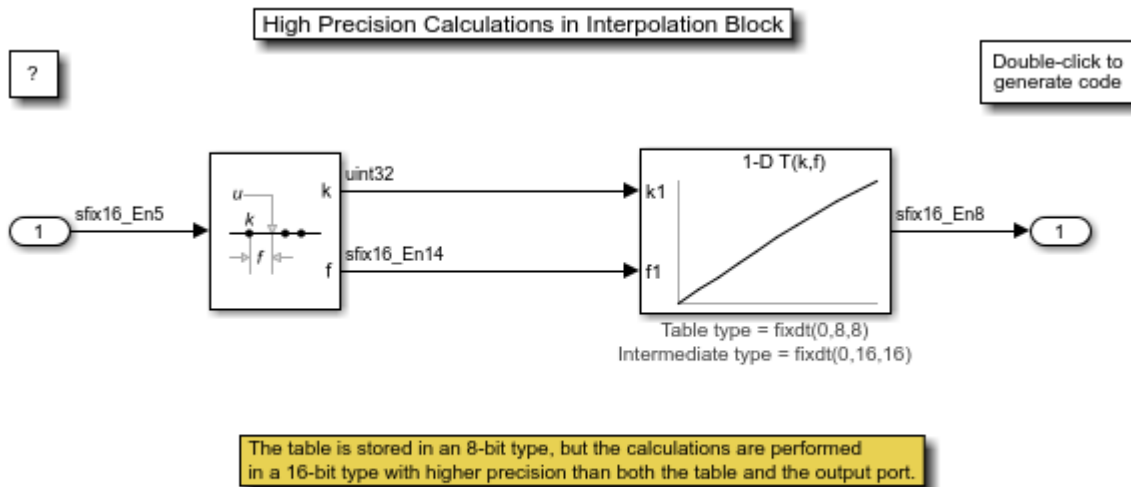 High Precision Calculations in Interpolation Block
?
Double-click to
generate code
1
sfix16_En5
u
k
f
k
f
uint32
sfix16_En14
1-D T(k,f)
k1
f1
sfix16_En8
1
Table type = fixdt(0,8,8)
Intermediate type = fixdt(0,16,16)
The table is stored in an 8-bit type, but the calculations are performed
in a 16-bit type with higher precision than both the table and the output port.